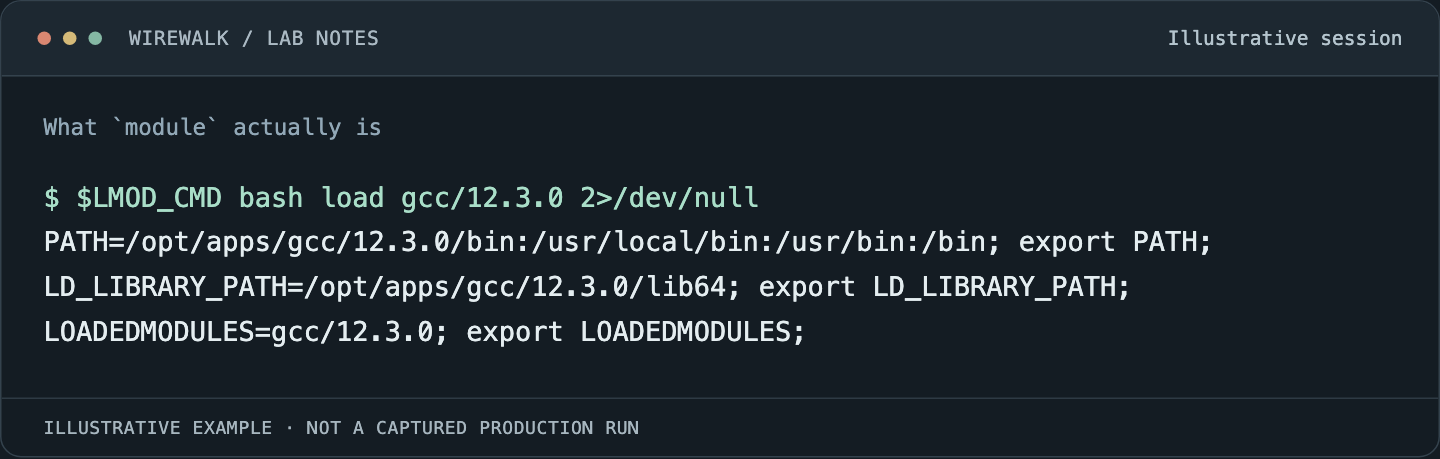 WIREWALK / LAB NOTES
Illustrative session
What `module` actually is
$ $LMOD_CMD bash load gcc/12.3.0 2>/dev/null
PATH=/opt/apps/gcc/12.3.0/bin:/usr/local/bin:/usr/bin:/bin; export PATH;
LD_LIBRARY_PATH=/opt/apps/gcc/12.3.0/lib64; export LD_LIBRARY_PATH;
LOADEDMODULES=gcc/12.3.0; export LOADEDMODULES;
ILLUSTRATIVE EXAMPLE · NOT A CAPTURED PRODUCTION RUN